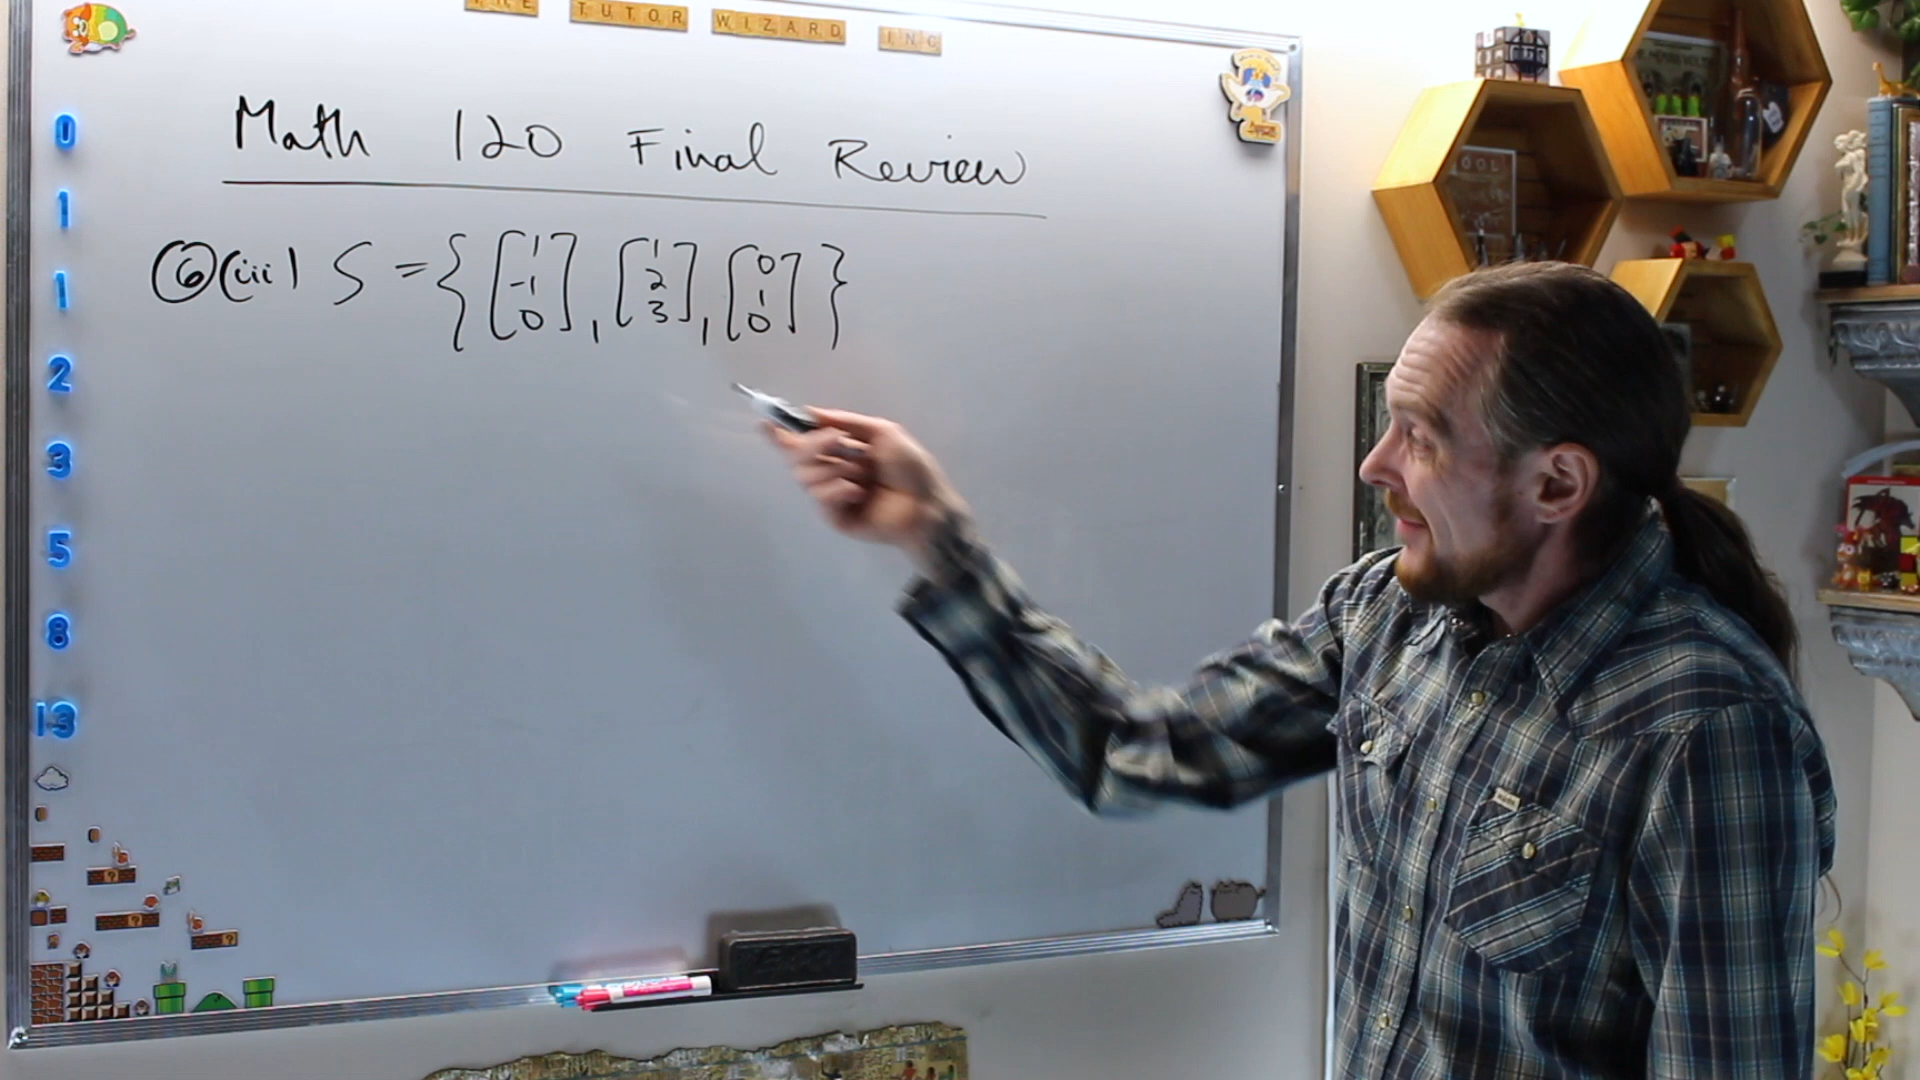 THE TUTOR WIZARD INC
Math 120 Final Review
⑥(iii) S = { [1 -1 0], [1 2 3], [0 1 0] }
0
1
1
2
3
5
8
13